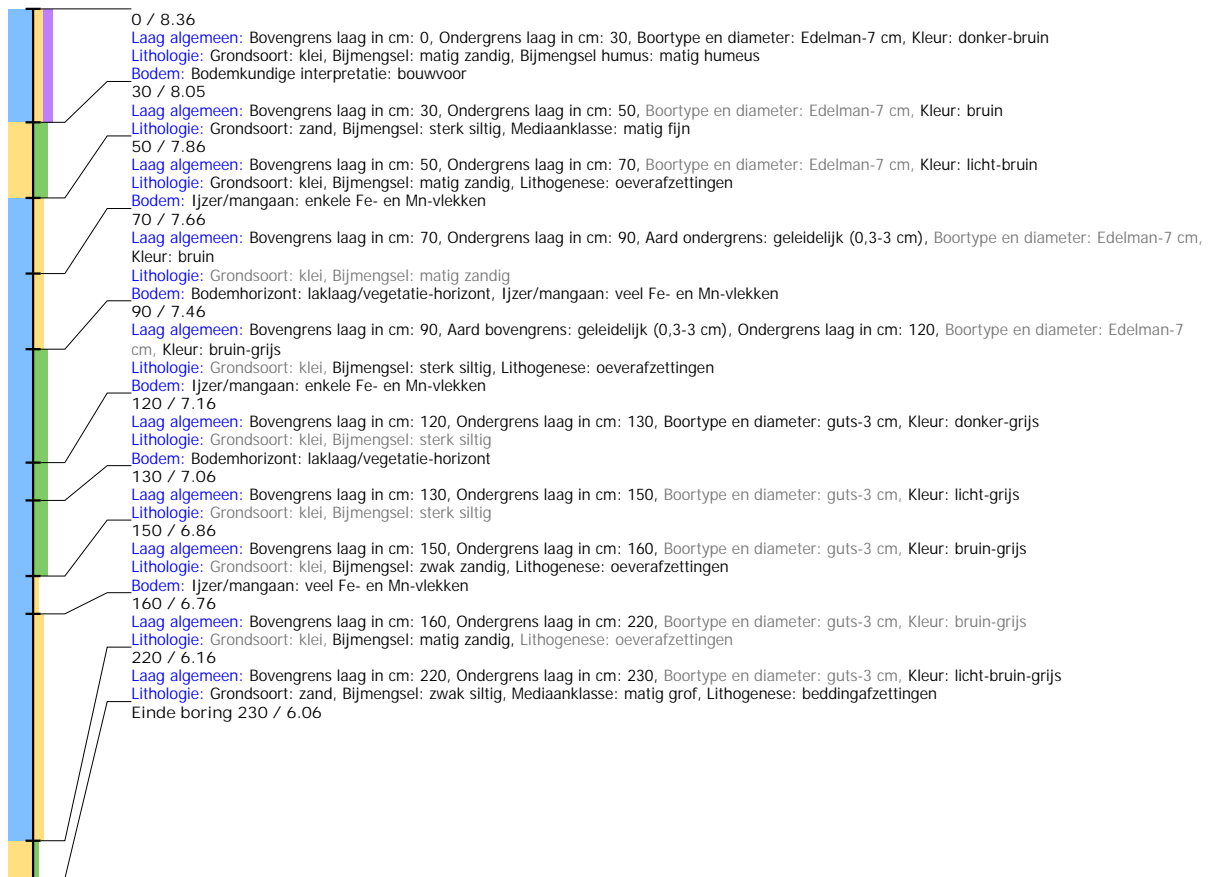 0 / 8.36
Laag algemeen: Bovengrens laag in cm: 0, Ondergrens laag in cm: 30, Boortype en diameter: Edelman-7 cm, Kleur: donker-bruin
Lithologie: Grondsoort: klei, Bijmengsel: matig zandig, Bijmengsel humus: matig humeus
Bodem: Bodemkundige interpretatie: bouwvoor
30 / 8.05
Laag algemeen: Bovengrens laag in cm: 30, Ondergrens laag in cm: 50, Boortype en diameter: Edelman-7 cm, Kleur: bruin
Lithologie: Grondsoort: zand, Bijmengsel: sterk siltig, Mediaanklasse: matig fijn
50 / 7.86
Laag algemeen: Bovengrens laag in cm: 50, Ondergrens laag in cm: 70, Boortype en diameter: Edelman-7 cm, Kleur: licht-bruin
Lithologie: Grondsoort: klei, Bijmengsel: matig zandig, Lithogenese: oeverafzettingen
Bodem: Ijzer/mangaan: enkele Fe- en Mn-vlekken
70 / 7.66
Laag algemeen: Bovengrens laag in cm: 70, Ondergrens laag in cm: 90, Aard ondergrens: geleidelijk (0,3-3 cm), Boortype en diameter: Edelman-7 cm,
Kleur: bruin
Lithologie: Grondsoort: klei, Bijmengsel: matig zandig
Bodem: Bodemhorizont: laklaag/vegetatie-horizont, Ijzer/mangaan: veel Fe- en Mn-vlekken
90 / 7.46
Laag algemeen: Bovengrens laag in cm: 90, Aard bovengrens: geleidelijk (0,3-3 cm), Ondergrens laag in cm: 120, Boortype en diameter: Edelman-7
cm, Kleur: bruin-grijs
Lithologie: Grondsoort: klei, Bijmengsel: sterk siltig, Lithogenese: oeverafzettingen
Bodem: Ijzer/mangaan: enkele Fe- en Mn-vlekken
120 / 7.16
Laag algemeen: Bovengrens laag in cm: 120, Ondergrens laag in cm: 130, Boortype en diameter: guts-3 cm, Kleur: donker-grijs
Lithologie: Grondsoort: klei, Bijmengsel: sterk siltig
Bodem: Bodemhorizont: laklaag/vegetatie-horizont
130 / 7.06
Laag algemeen: Bovengrens laag in cm: 130, Ondergrens laag in cm: 150, Boortype en diameter: guts-3 cm, Kleur: licht-grijs
Lithologie: Grondsoort: klei, Bijmengsel: sterk siltig
150 / 6.86
Laag algemeen: Bovengrens laag in cm: 150, Ondergrens laag in cm: 160, Boortype en diameter: guts-3 cm, Kleur: bruin-grijs
Lithologie: Grondsoort: klei, Bijmengsel: zwak zandig, Lithogenese: oeverafzettingen
Bodem: Ijzer/mangaan: veel Fe- en Mn-vlekken
160 / 6.76
Laag algemeen: Bovengrens laag in cm: 160, Ondergrens laag in cm: 220, Boortype en diameter: guts-3 cm, Kleur: bruin-grijs
Lithologie: Grondsoort: klei, Bijmengsel: matig zandig, Lithogenese: oeverafzettingen
220 / 6.16
Laag algemeen: Bovengrens laag in cm: 220, Ondergrens laag in cm: 230, Boortype en diameter: guts-3 cm, Kleur: licht-bruin-grijs
Lithologie: Grondsoort: zand, Bijmengsel: zwak siltig, Mediaanklasse: matig grof, Lithogenese: beddingafzettingen
Einde boring 230 / 6.06